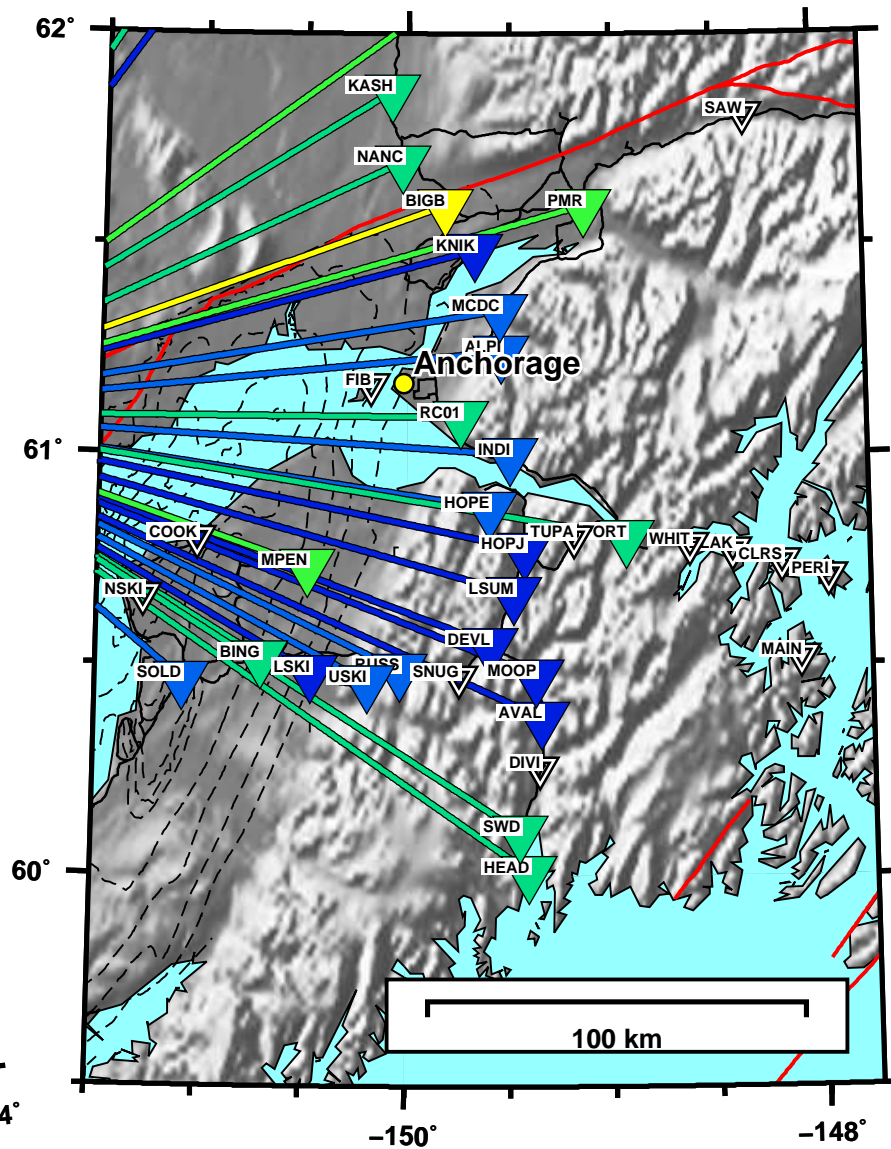 62°
KASH
SAW
NANC
BIGB
PMR
KNIK
MCDC
ALPI
Anchorage
FIB
RC01
61°
INDI
HOPE
COOK
TUPA
ORT
WHIT
LAK
HOPJ
CLRS
MPEN
PERI
NSKI
LSUM
DEVL
BING
MAIN
SOLD
LSKI
RUSS
USKI
SNUG
MOOP
AVAL
DIVI
SWD
60°
HEAD
100 km
4°
−150°
−148°